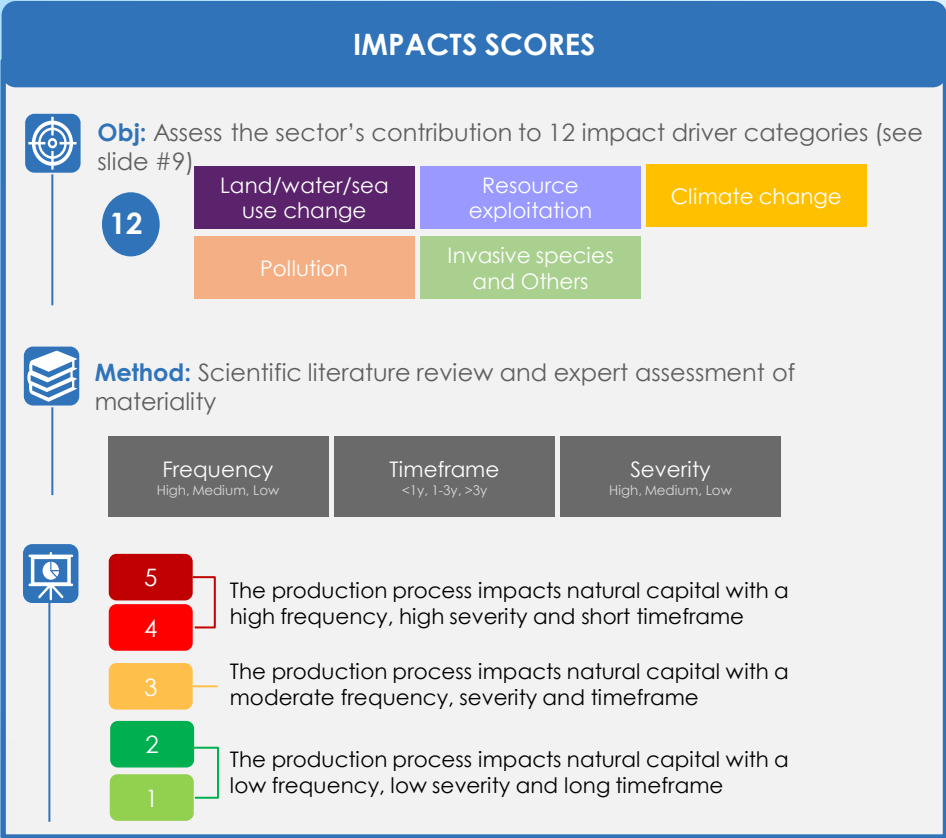 IMPACTS SCORES
Obj: Assess the sector's contribution to 12 impact driver categories (see
slide #9)
12
Land/water/sea
use change
Resource
exploitation
Climate change
Pollution
Invasive species
and Others
Method: Scientific literature review and expert assessment of
materiality
Frequency
High, Medium, Low
Timeframe
<1y, 1-3y, >3y
Severity
High, Medium, Low
5
4
The production process impacts natural capital with a
high frequency, high severity and short timeframe
3
The production process impacts natural capital with a
moderate frequency, severity and timeframe
2
1
The production process impacts natural capital with a
low frequency, low severity and long timeframe